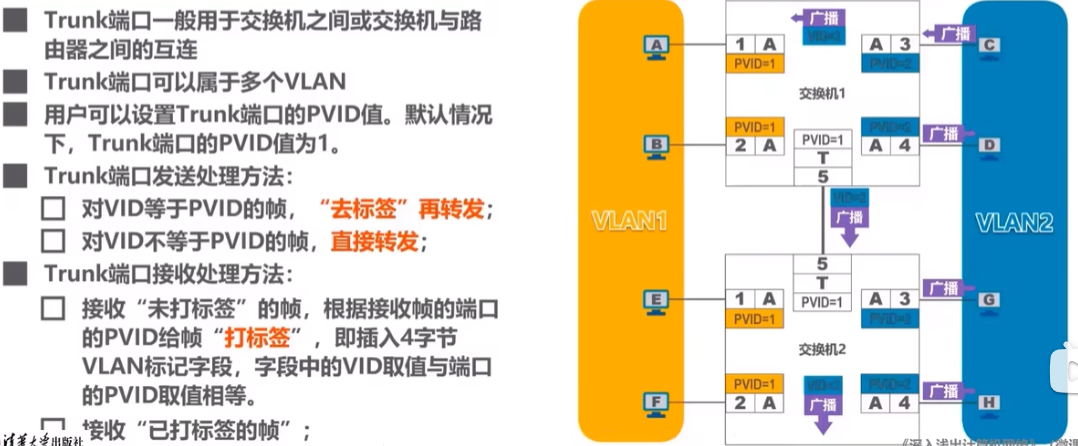 Trunk端口一般用于交换机之间或交换机与路
由器之间的互连
Trunk端口可以属于多个VLAN
用户可以设置Trunk端口的PVID值。默认情况
下，Trunk端口的PVID值为1。
Trunk端口发送处理方法：
对VID等于PVID的帧，“去标签”再转发；
对VID不等于PVID的帧，直接转发；
Trunk端口接收处理方法：
接收“未打标签”的帧，根据接收帧的端口
的PVID给帧“打标签”，即插入4字节
VLAN标记字段，字段中的VID取值与端口
的PVID取值相等。
接收“已打标签的帧”；
清华大学出版社
VLAN1
A
B
E
F
广播
VID=2
广播
1 A
PVID=1
A 3
PVID=2
C
交换机1
PVID=1
2 A
PVID=1
T
5
PVID=2
A 4
广播
D
VID=2
广播
VLAN2
5
T
PVID=1
1 A
PVID=1
A 3
PVID=2
广播
G
交换机2
PVID=1
2 A
VID=2
广播
PVID=2
A 4
广播
H